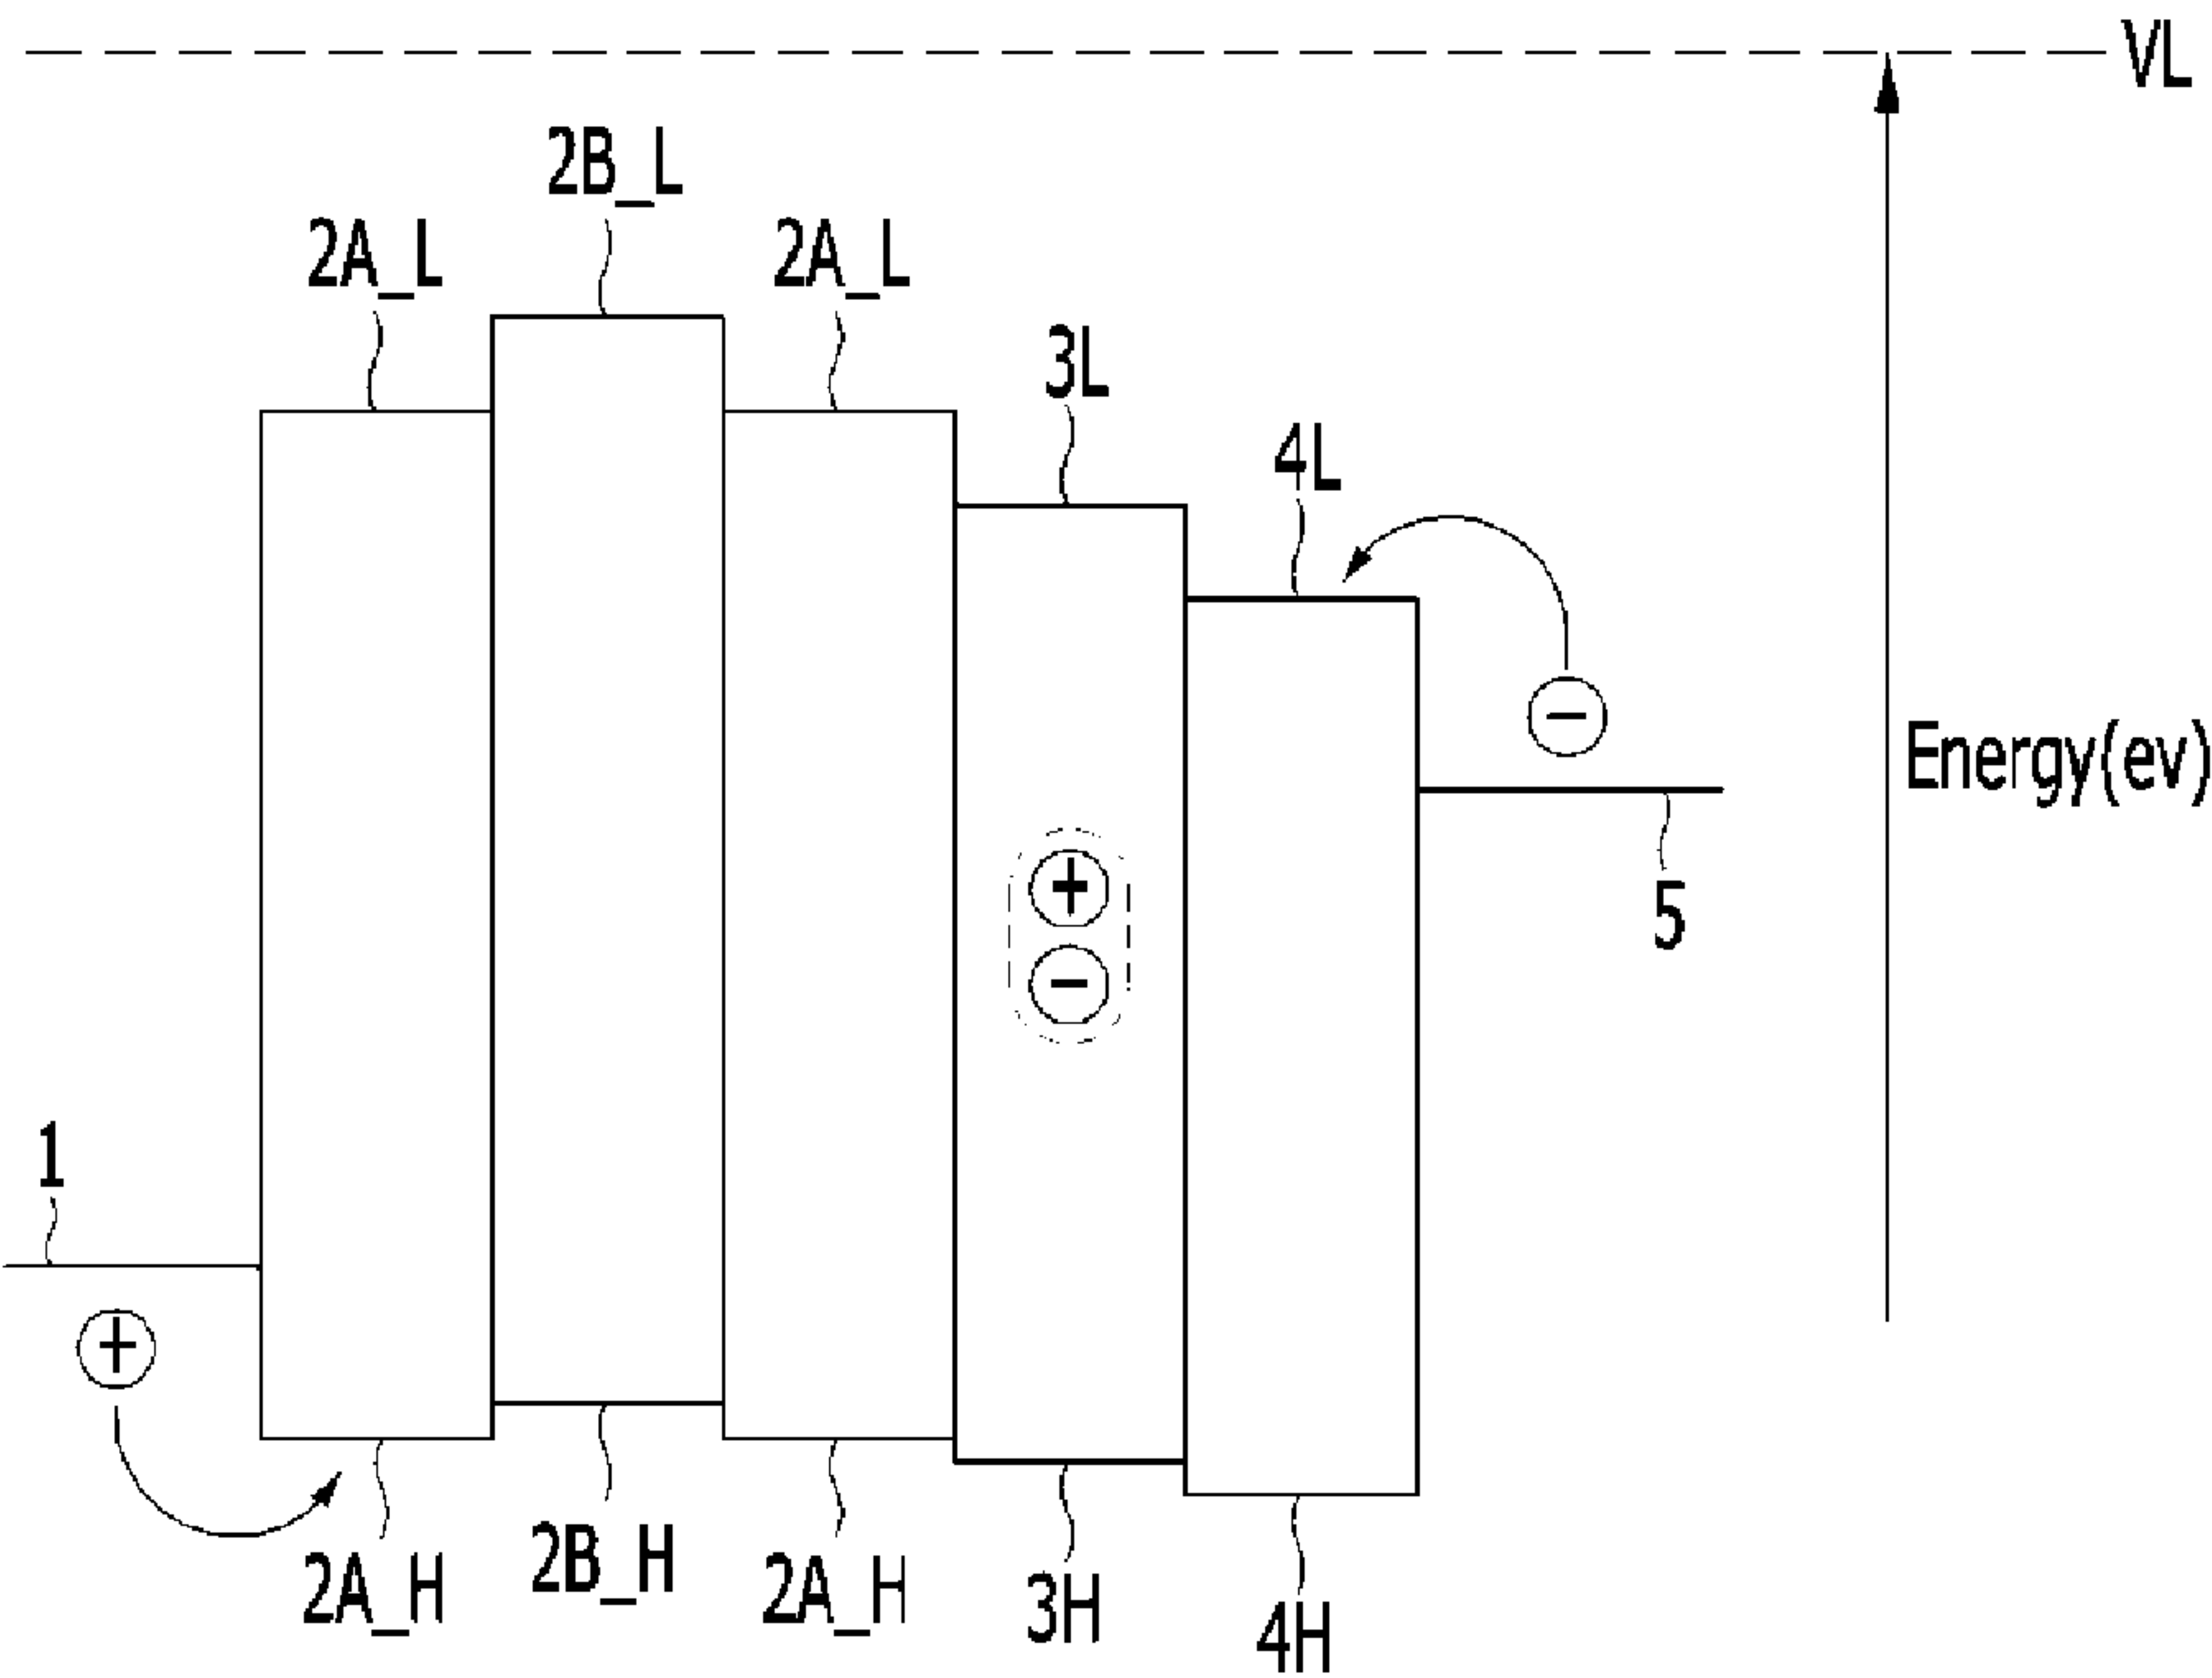 VL
2B_L
2A_L
2A_L
3L
4L
Energy(ev)
5
1
2A_H
2B_H
2A_H
3H
4H